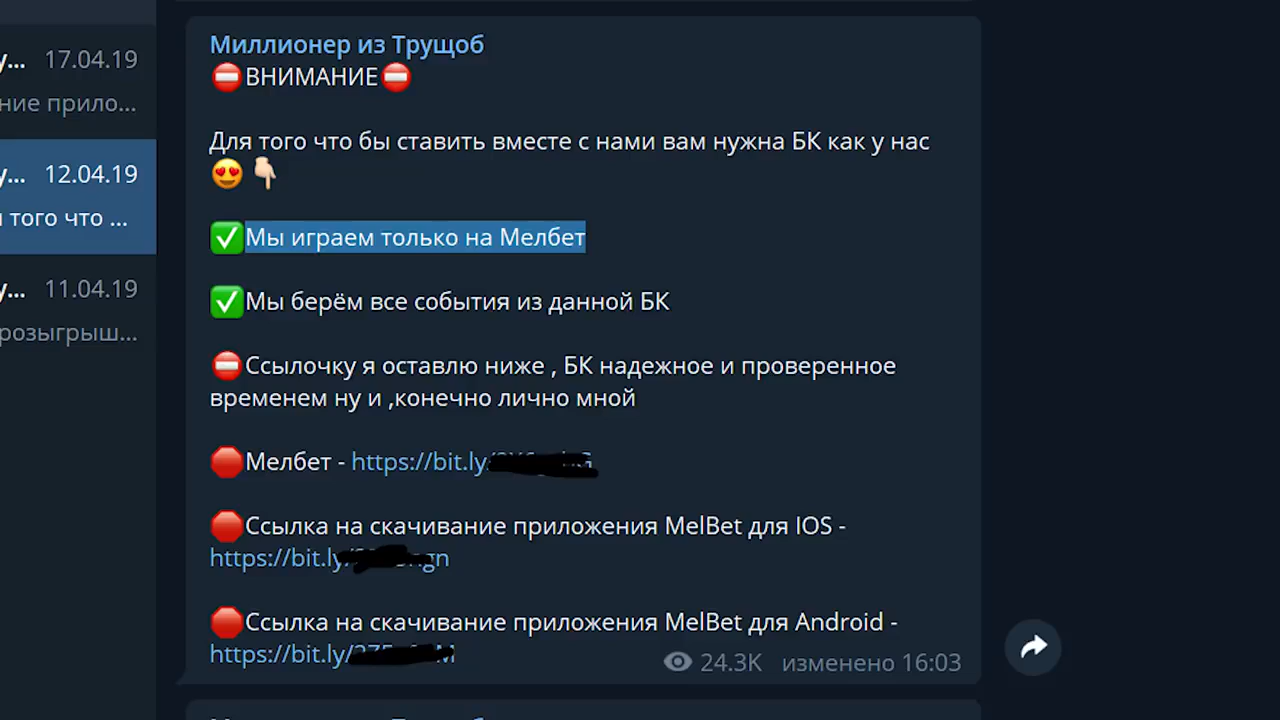 17.04.19
ние прило...
12.04.19
того что ...
11.04.19
розыгрыш...
Миллионер из Трущоб
⛔ВНИМАНИЕ⛔
Для того что бы ставить вместе с нами вам нужна БК как у нас
😍👇🏻
✅Мы играем только на Мелбет
✅Мы берём все события из данной БК
⛔Ссылочку я оставлю ниже , БК надежное и проверенное
временем ну и ,конечно лично мной
🛑Мелбет - https://bit.ly/
🛑Ссылка на скачивание приложения MelBet для IOS -
https://bit.ly/
🛑Ссылка на скачивание приложения MelBet для Android -
https://bit.ly/
24.3K изменено 16:03